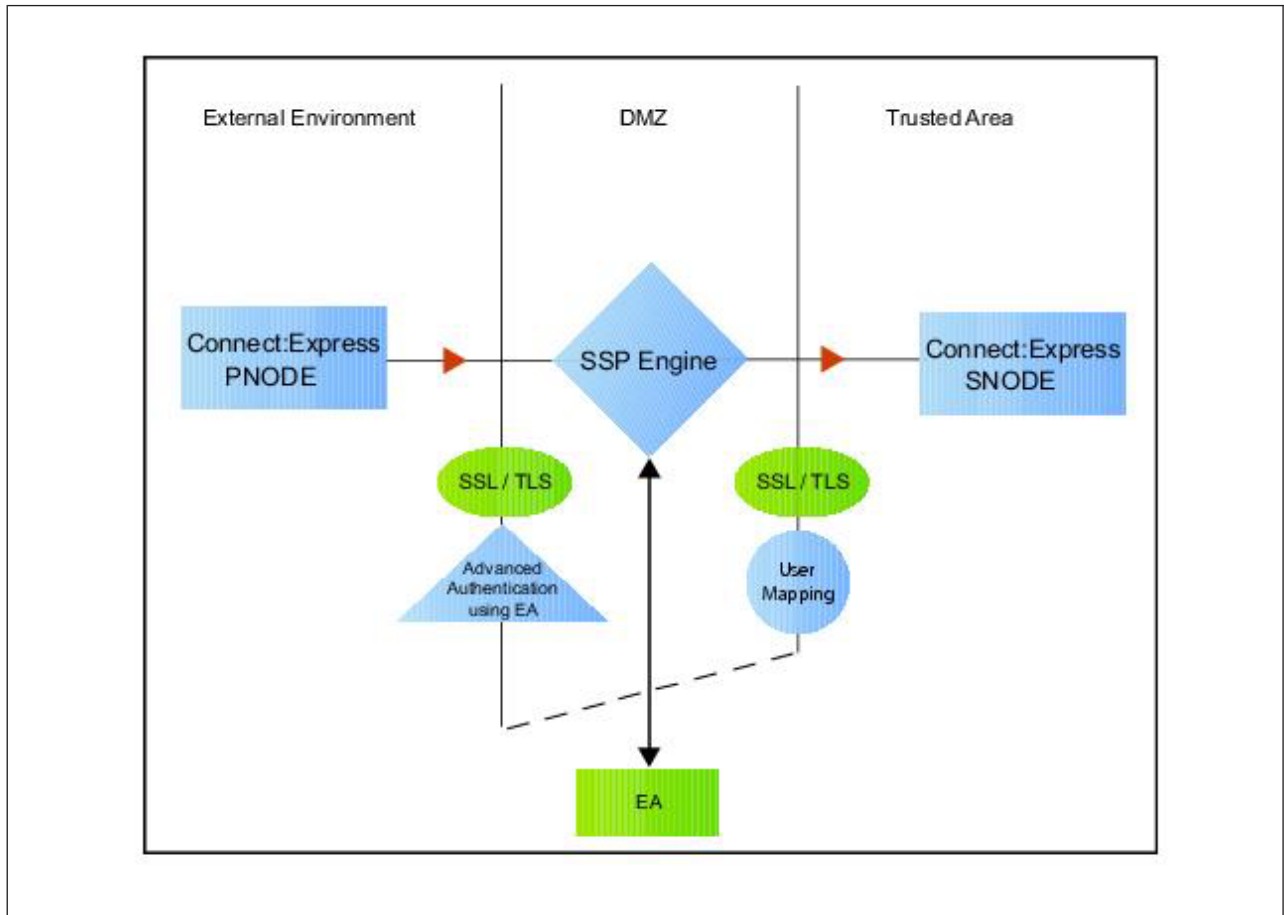 External Environment
DMZ
Trusted Area
Connect:Express
PNODE
SSP Engine
Connect:Express
SNODE
SSL / TLS
SSL / TLS
Advanced
Authentication
using EA
User
Mapping
EA